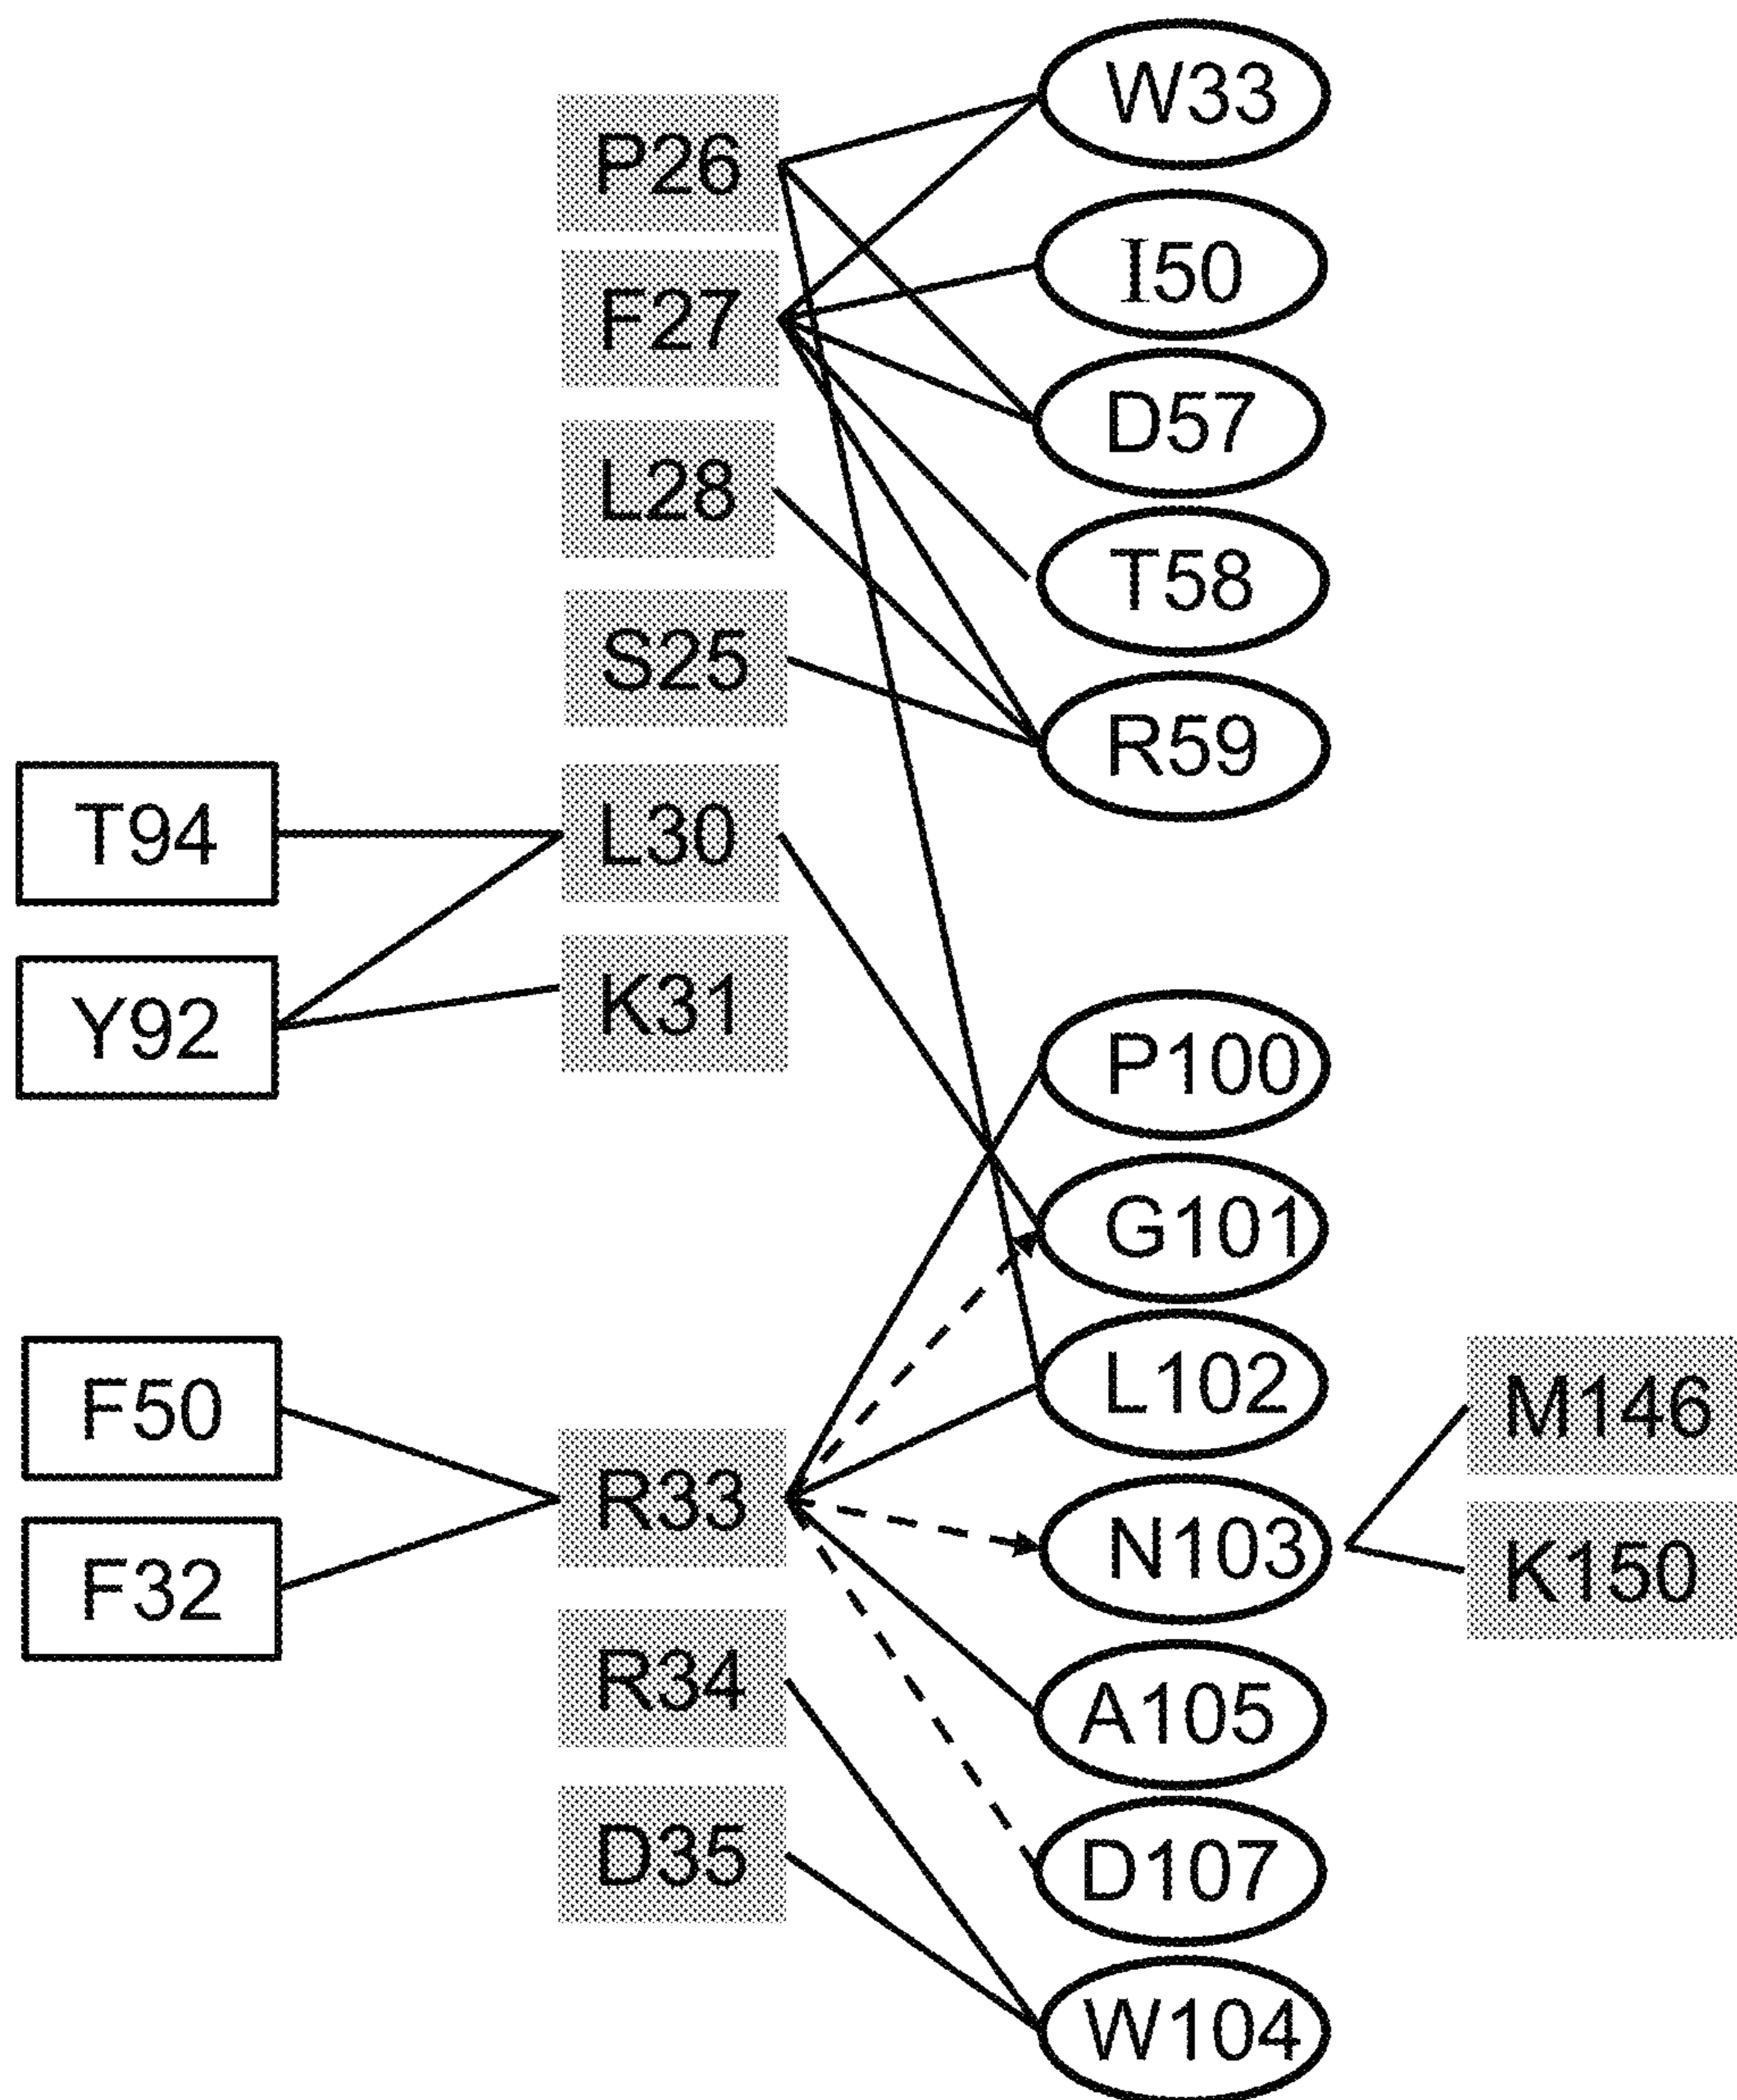 W33
P26
I50
F27
D57
L28
T58
S25
R59
T94
L30
Y92
K31
P100
G101
F50
L102
M146
R33
N103
K150
F32
R34
A105
D35
D107
W104